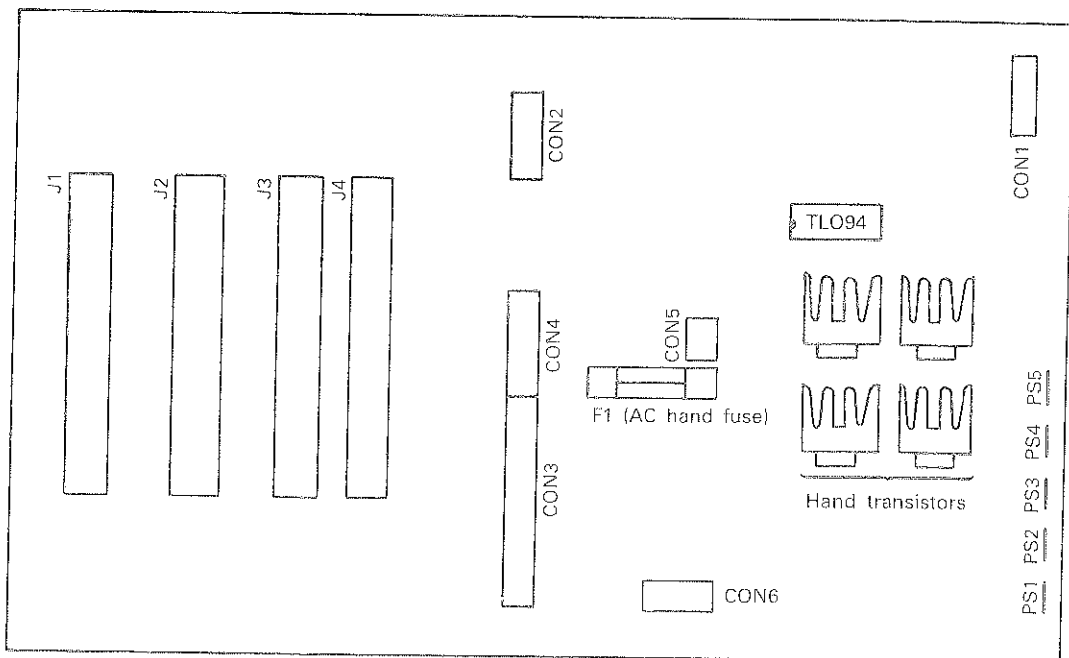 J1
J2
J3
J4
CON2
CON1
TLO94
CON4
CON5
F1 (AC hand fuse)
CON3
Hand transistors
PS5
PS4
PS3
PS2
PS1
CON6